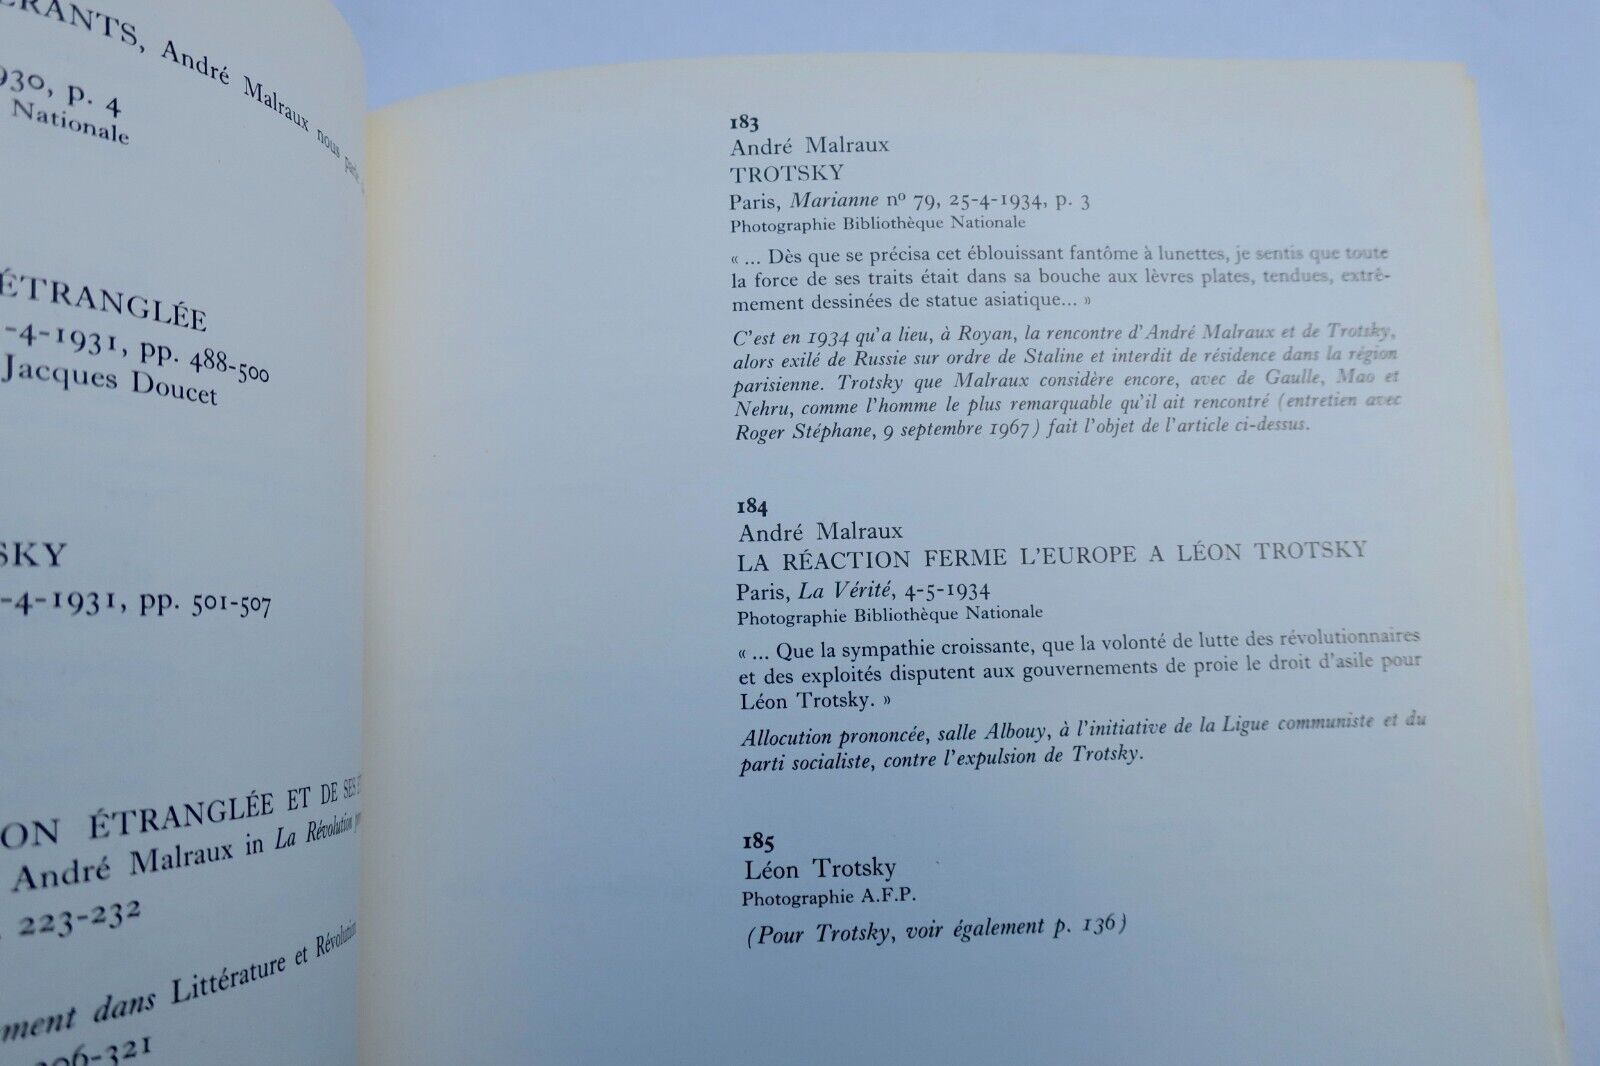 ÉRANTS, André Malraux nous parle
1930, p. 4
Nationale
ÉTRANGLÉE
-4-1931, pp. 488-500
Jacques Doucet
SKY
-4-1931, pp. 501-507
ON ÉTRANGLÉE ET DE SES
André Malraux in La Révolution
223-232
ment dans Littérature et Révolution
306-321
183
André Malraux
TROTSKY
Paris, Marianne nº 79, 25-4-1934, p. 3
Photographie Bibliothèque Nationale
« ... Dès que se précisa cet éblouissant fantôme à lunettes, je sentis que toute
la force de ses traits était dans sa bouche aux lèvres plates, tendues, extrê-
mement dessinées de statue asiatique... »
C'est en 1934 qu'a lieu, à Royan, la rencontre d'André Malraux et de Trotsky,
alors exilé de Russie sur ordre de Staline et interdit de résidence dans la région
parisienne. Trotsky que Malraux considère encore, avec de Gaulle, Mao et
Nehru, comme l'homme le plus remarquable qu'il ait rencontré (entretien avec
Roger Stéphane, 9 septembre 1967) fait l'objet de l'article ci-dessus.
184
André Malraux
LA RÉACTION FERME L'EUROPE A LÉON TROTSKY
Paris, La Vérité, 4-5-1934
Photographie Bibliothèque Nationale
« ... Que la sympathie croissante, que la volonté de lutte des révolutionnaires
et des exploités disputent aux gouvernements de proie le droit d'asile pour
Léon Trotsky. »
Allocution prononcée, salle Albouy, à l'initiative de la Ligue communiste et du
parti socialiste, contre l'expulsion de Trotsky.
185
Léon Trotsky
Photographie A.F.P.
(Pour Trotsky, voir également p. 136)